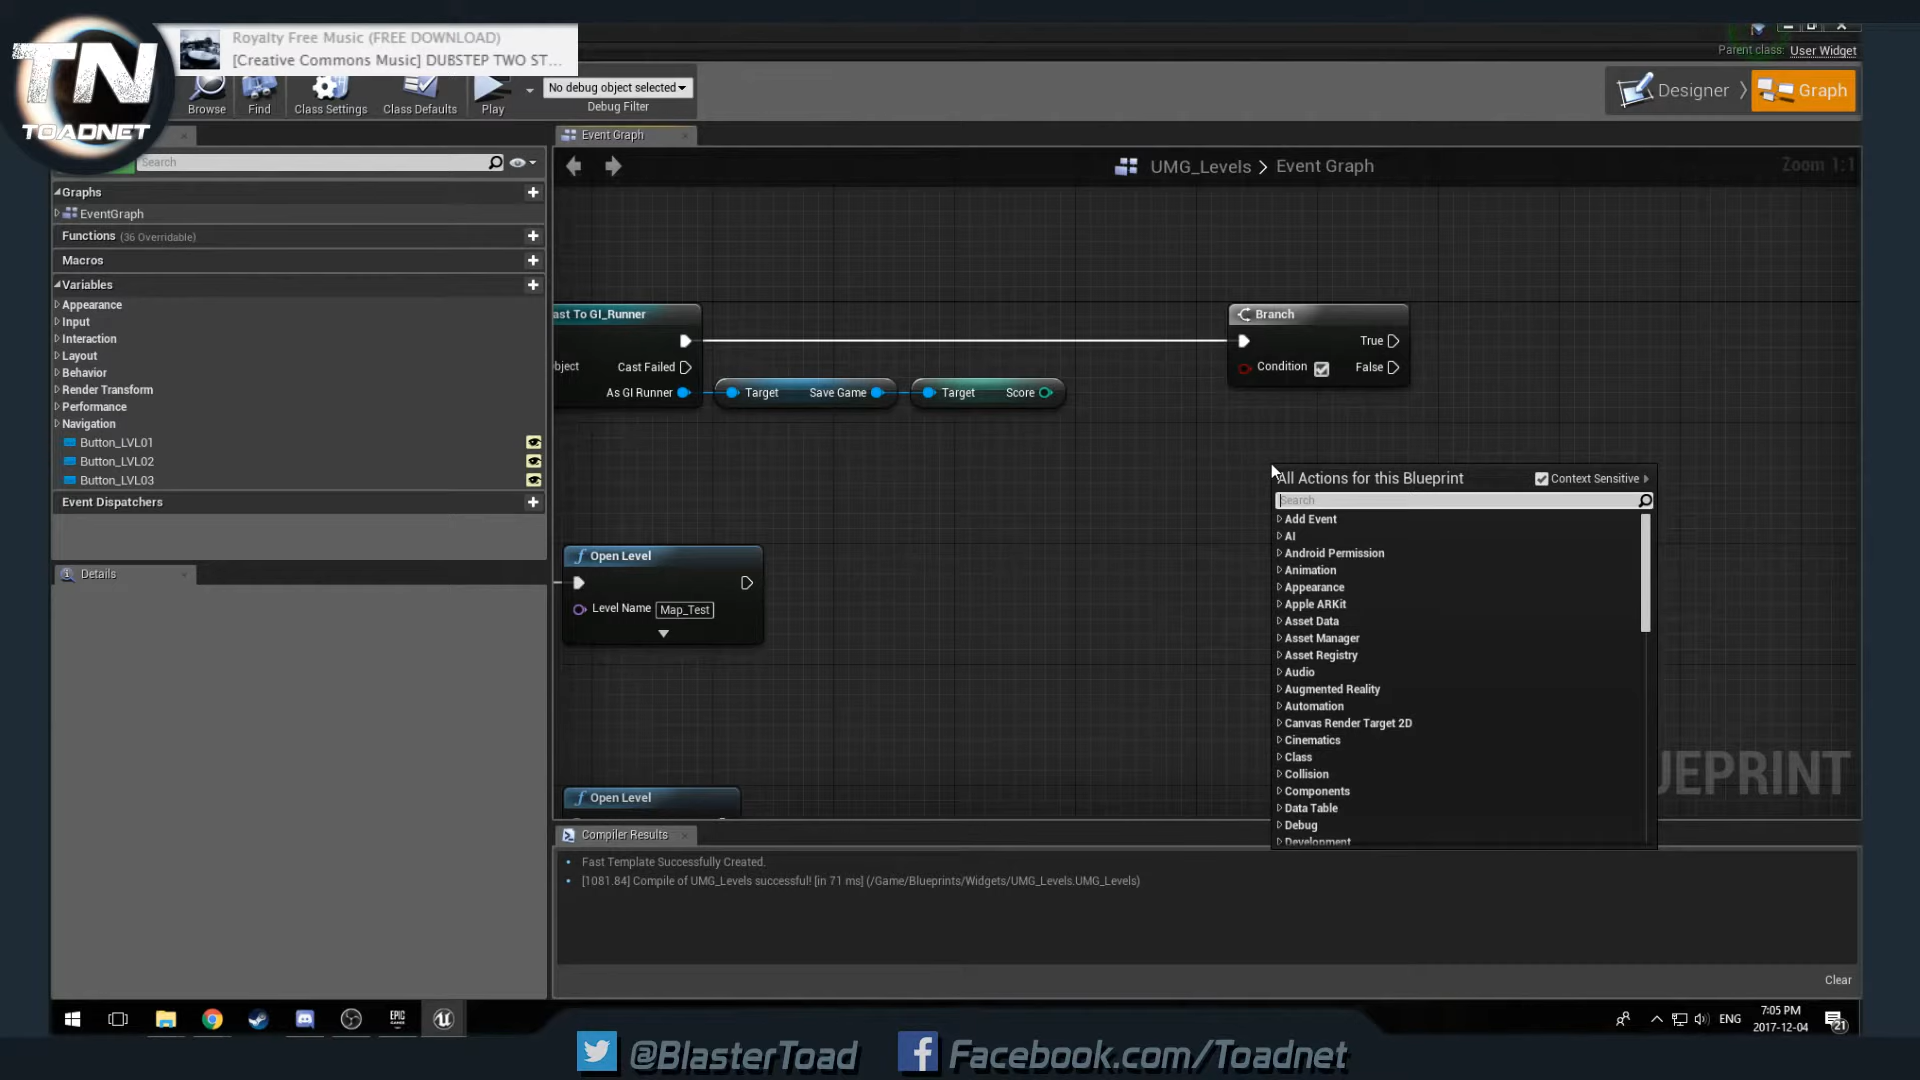 TN
TOADNET
Royalty Free Music (FREE DOWNLOAD)
[Creative Commons Music] DUBSTEP TWO ST...
Parent class: User Widget
Browse
Find
Class Settings
Class Defaults
Play
No debug object selected
Debug Filter
Designer
Graph
Event Graph
Search
UMG_Levels > Event Graph
Zoom 1:1
Graphs
EventGraph
Functions (36 Overridable)
Macros
Variables
Appearance
Input
Interaction
Layout
Behavior
Render Transform
Performance
Navigation
Button_LVL01
Button_LVL02
Button_LVL03
Event Dispatchers
Details
ast To GI_Runner
bject
Cast Failed
As GI Runner
Target Save Game
Target Score
Branch
True
Condition
False
Open Level
Level Name Map_Test
Open Level
All Actions for this Blueprint
Context Sensitive
Search
Add Event
AI
Android Permission
Animation
Appearance
Apple ARKit
Asset Data
Asset Manager
Asset Registry
Audio
Augmented Reality
Automation
Canvas Render Target 2D
Cinematics
Class
Collision
Components
Data Table
Debug
Development
UEPRINT
Compiler Results
Fast Template Successfully Created.
[1081.84] Compile of UMG_Levels successful! [in 71 ms] (/Game/Blueprints/Widgets/UMG_Levels.UMG_Levels)
Clear
EPIC
ENG
7:05 PM
2017-12-04
21
@BlasterToad
Facebook.com/Toadnet